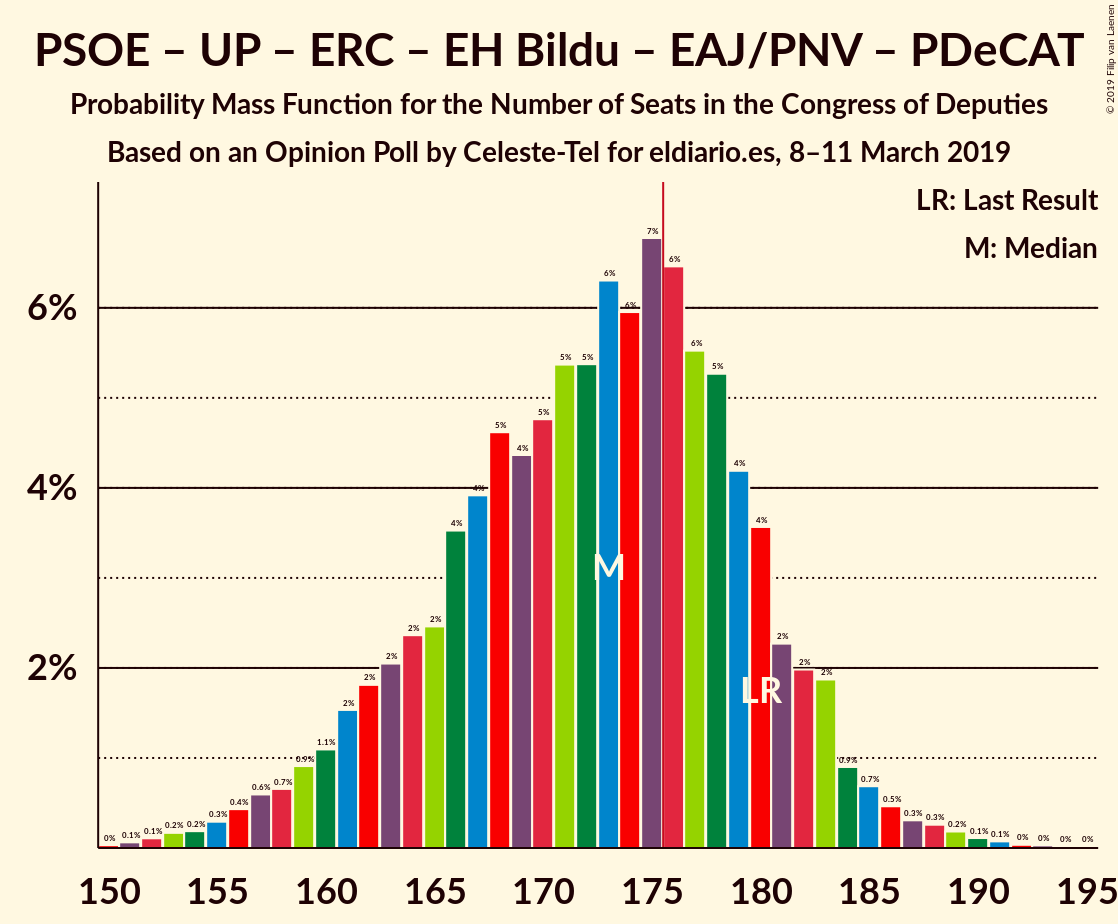 PSOE – UP – ERC – EH Bildu – EAJ/PNV – PDeCAT
Probability Mass Function for the Number of Seats in the Congress of Deputies
Based on an Opinion Poll by Celeste-Tel for eldiario.es, 8–11 March 2019
© 2019 Filip van Laenen
LR: Last Result
M: Median
6%
4%
2%
0% 0.1% 0.1% 0.2% 0.2% 0.3% 0.4% 0.6% 0.7% 0.9% 1.1% 2% 2% 2% 2% 2% 4% 4% 5% 4% 5% 5% 5% 6% 6% 7% 6% 6% 5% 4% 4% 2% 2% 2% 0.9% 0.7% 0.5% 0.3% 0.3% 0.2% 0.1% 0.1% 0% 0% 0% 0%
M
LR
150 155 160 165 170 175 180 185 190 195